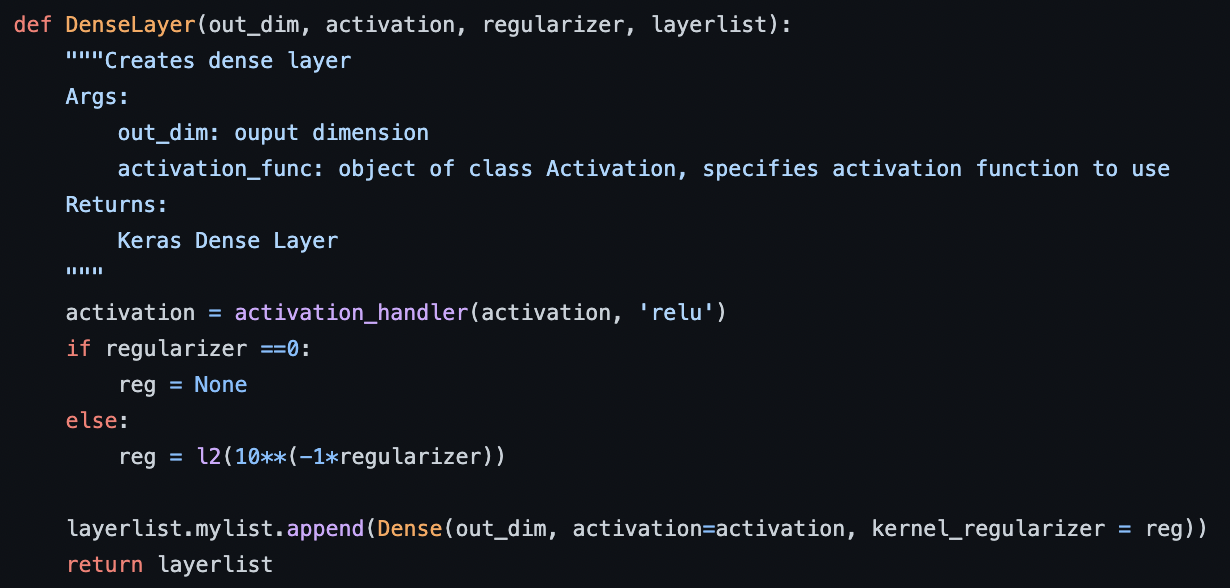 def DenseLayer(out_dim, activation, regularizer, layerlist):
    """Creates dense layer
    Args:
        out_dim: ouput dimension
        activation_func: object of class Activation, specifies activation function to use
    Returns:
        Keras Dense Layer
    """
    activation = activation_handler(activation, 'relu')
    if regularizer ==0:
        reg = None
    else:
        reg = l2(10**(-1*regularizer))

    layerlist.mylist.append(Dense(out_dim, activation=activation, kernel_regularizer = reg))
    return layerlist